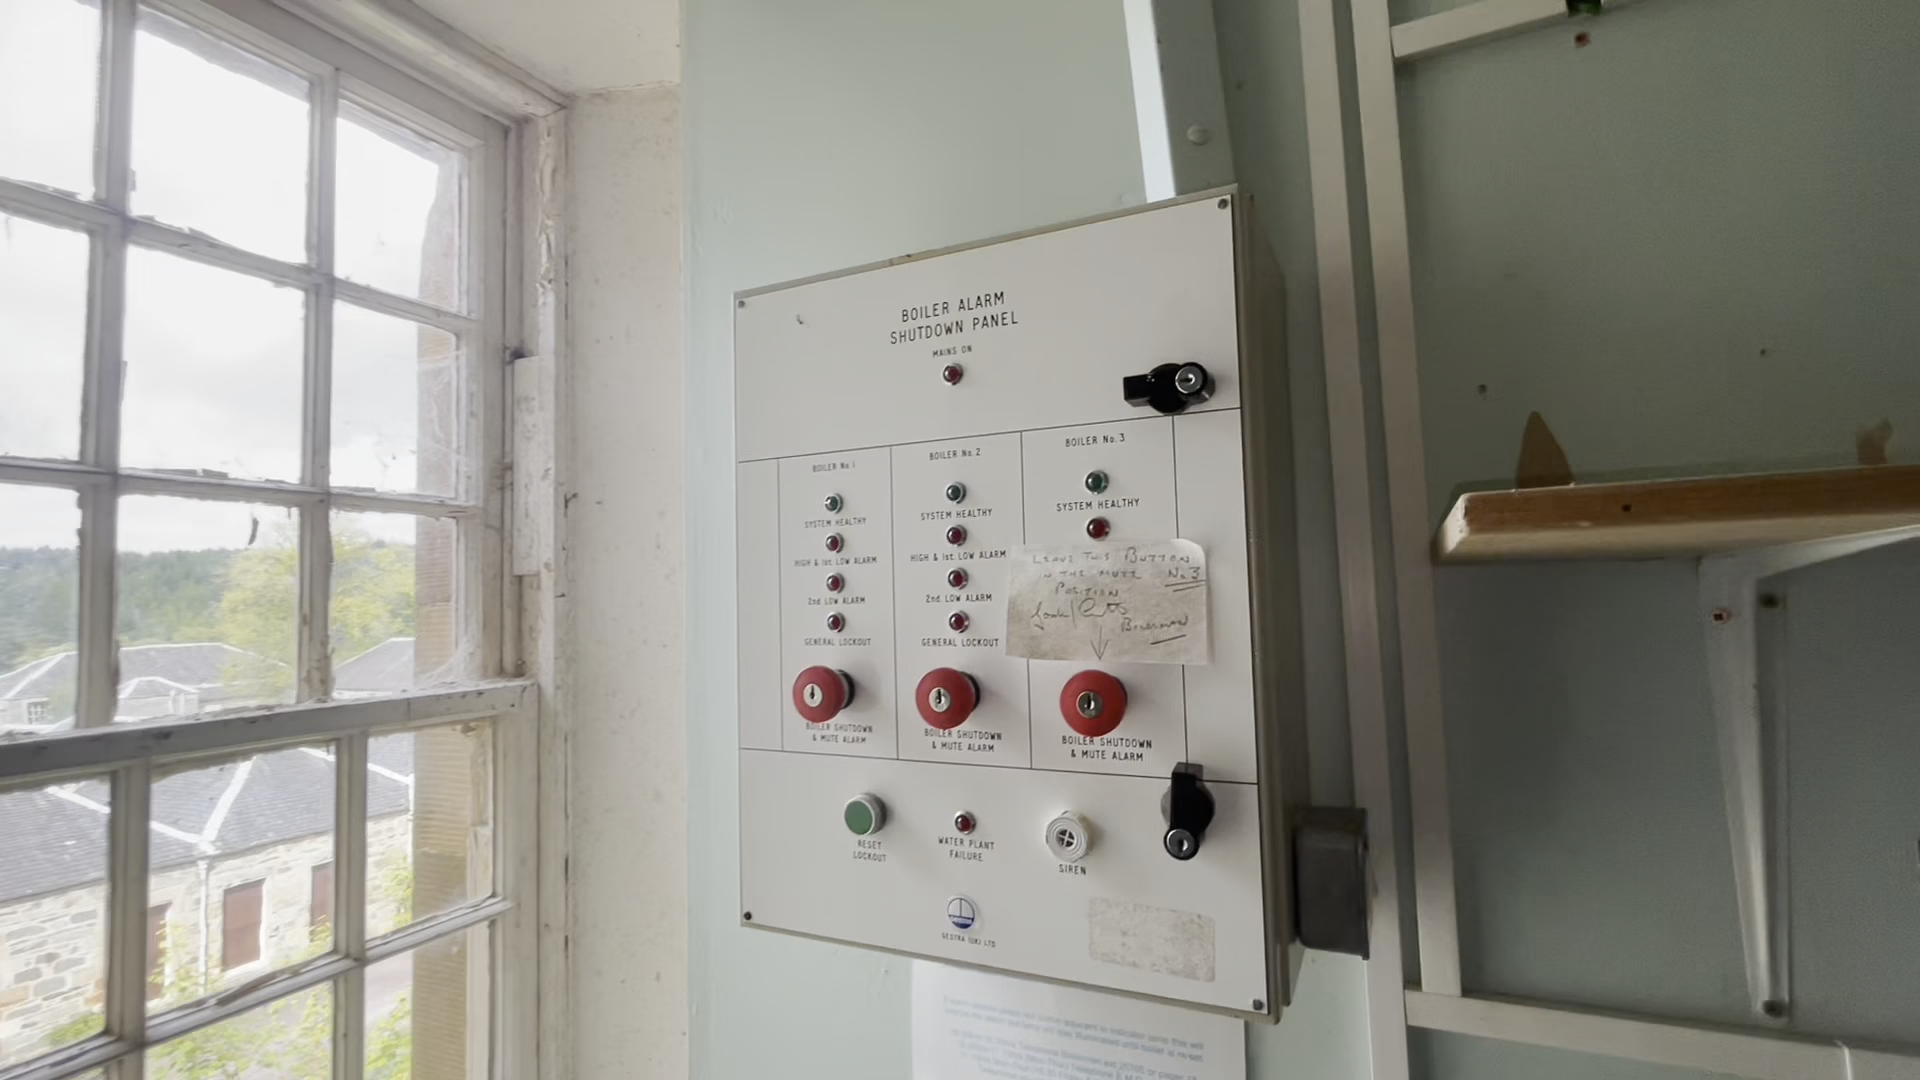 BOILER ALARM
SHUTDOWN PANEL
MAINS ON
BOILER No.1
SYSTEM HEALTHY
HIGH & 1st. LOW ALARM
2nd. LOW ALARM
GENERAL LOCKOUT
BOILER SHUTDOWN
& MUTE ALARM
BOILER No.2
SYSTEM HEALTHY
HIGH & 1st. LOW ALARM
2nd. LOW ALARM
GENERAL LOCKOUT
BOILER SHUTDOWN
& MUTE ALARM
BOILER No.3
SYSTEM HEALTHY
LEAVE THIS BUTTON
IN THE MUTE No3
POSITION
Boilerman
BOILER SHUTDOWN
& MUTE ALARM
RESET
LOCKOUT
WATER PLANT
FAILURE
SIREN
GESTRA (UK) LTD